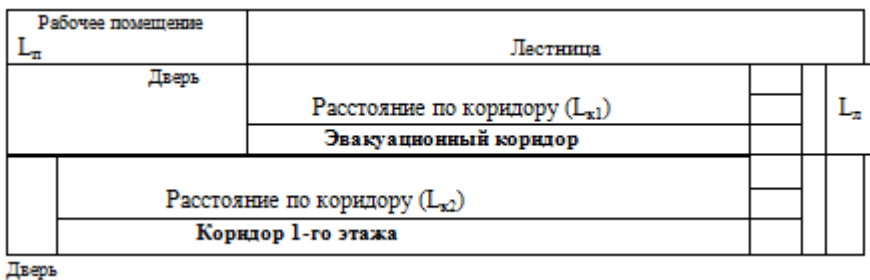 Рабочее помещение
Lп
Лестница
Дверь
Расстояние по коридору (Lк1)
Lл
Эвакуационный коридор
Расстояние по коридору (Lк2)
Коридор 1-го этажа
Дверь